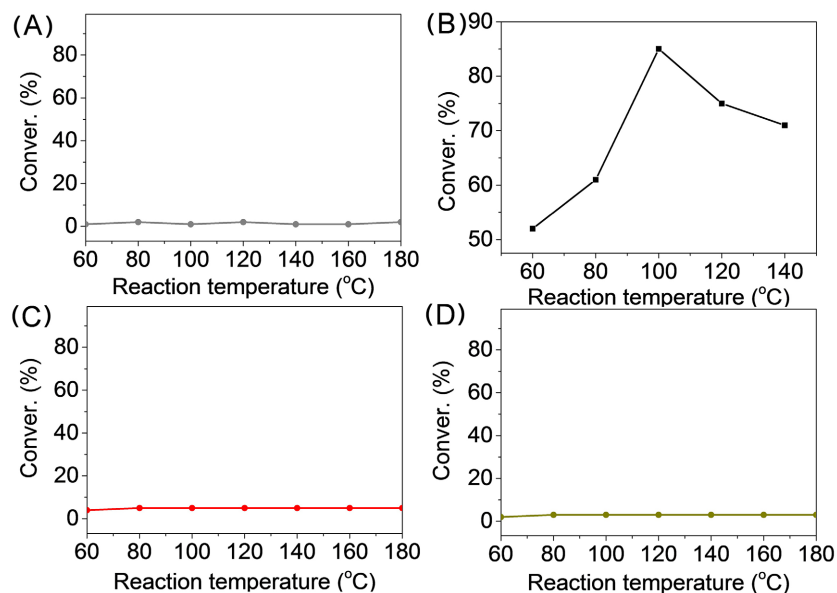 (A)
Conver. (%)
80
60
40
20
0
60 80 100 120 140 160 180
Reaction temperature (°C)
(B)
Conver. (%)
90
80
70
60
50
60 80 100 120 140
Reaction temperature (°C)
(C)
Conver. (%)
80
60
40
20
0
60 80 100 120 140 160 180
Reaction temperature (°C)
(D)
Conver. (%)
80
60
40
20
0
60 80 100 120 140 160 180
Reaction temperature (°C)